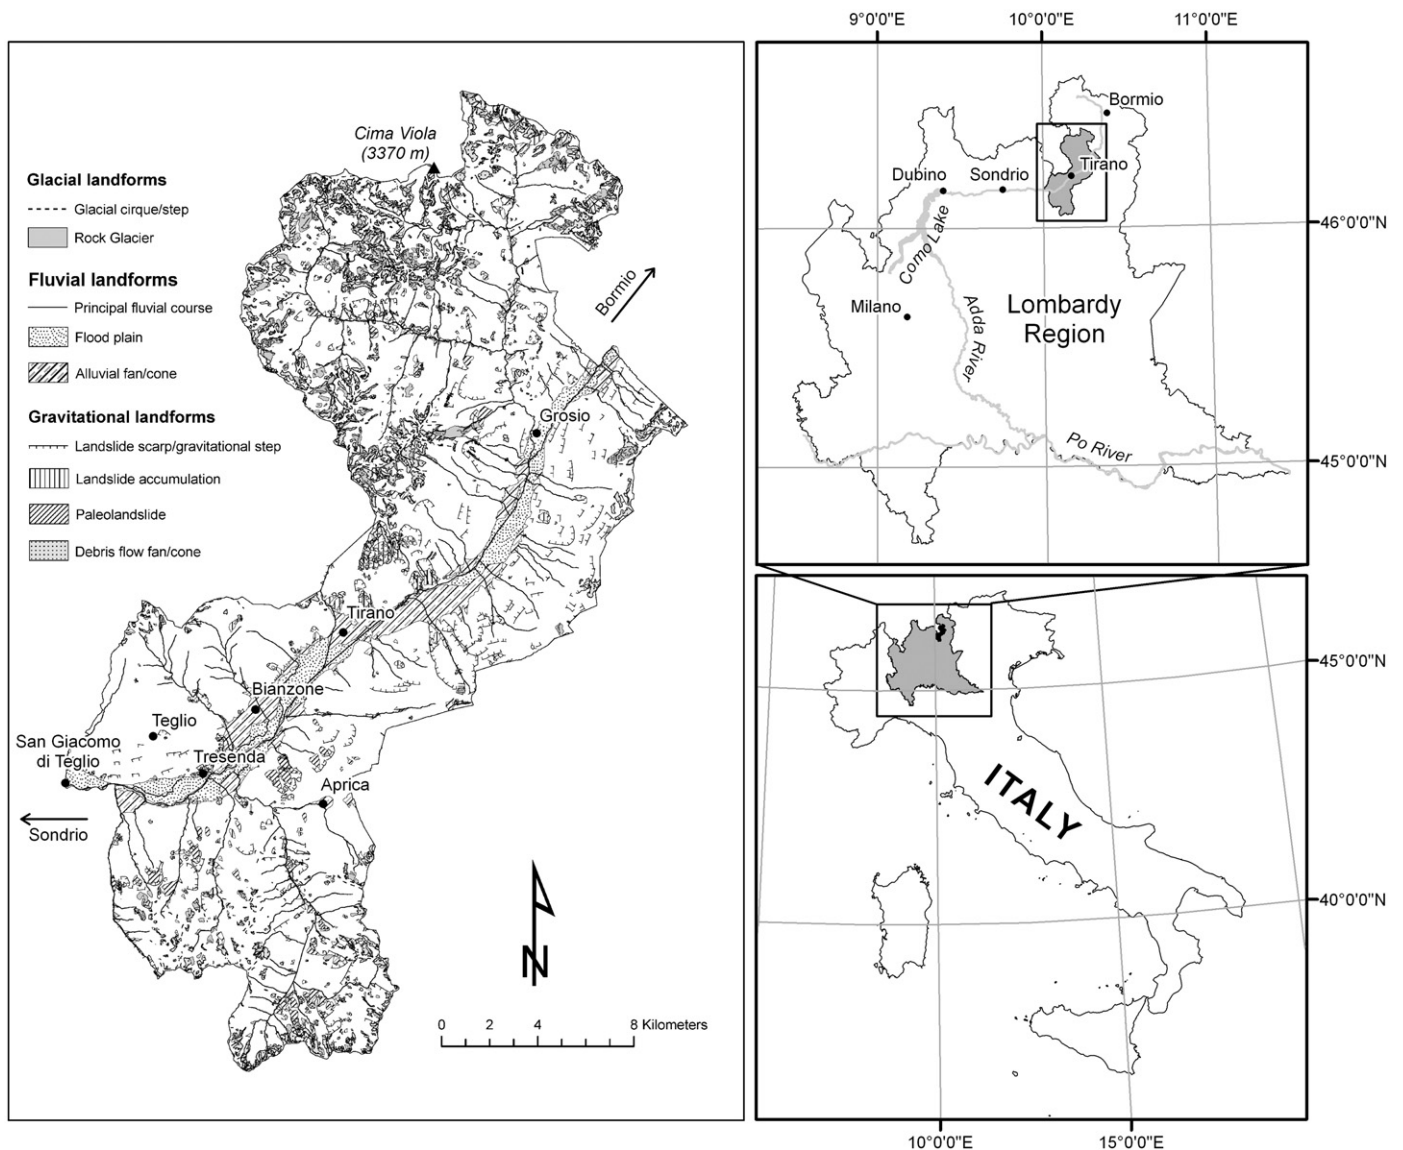 Cima Viola
(3370 m)
Glacial landforms
Glacial cirque/step
Rock Glacier
Fluvial landforms
Principal fluvial course
Flood plain
Alluvial fan/cone
Gravitational landforms
Landslide scarp/gravitational step
Landslide accumulation
Paleolandslide
Debris flow fan/cone
Bormio
Grosio
Tirano
Bianzone
Teglio
San Giacomo
di Teglio
Tresenda
Aprica
Sondrio
N
0 2 4 8 Kilometers
9°0'0"E 10°0'0"E 11°0'0"E
Bormio
Tirano
Dubino
Sondrio
46°0'0"N
Como Lake
Milano
Adda River
Lombardy
Region
Po River
45°0'0"N
45°0'0"N
ITALY
40°0'0"N
10°0'0"E 15°0'0"E